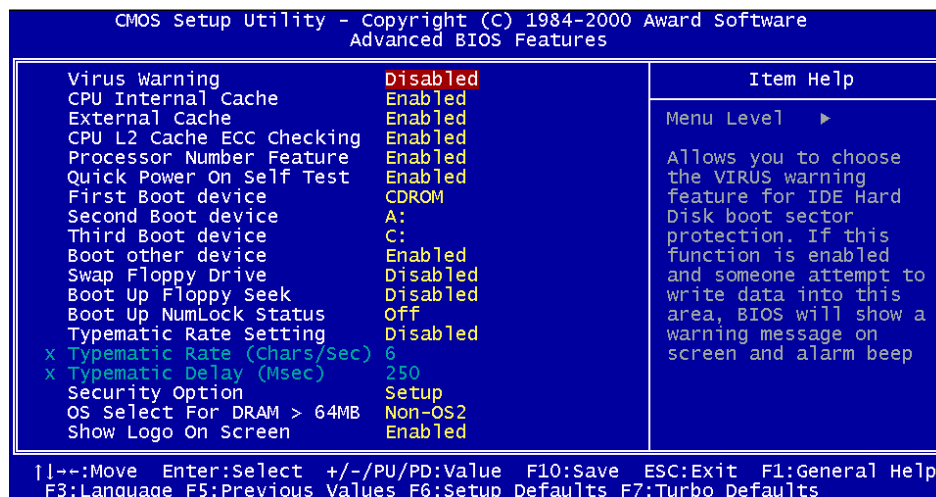 CMOS Setup Utility - Copyright (C) 1984-2000 Award Software
Advanced BIOS Features
Virus Warning Disabled
CPU Internal Cache Enabled
External Cache Enabled
CPU L2 Cache ECC Checking Enabled
Processor Number Feature Enabled
Quick Power On Self Test Enabled
First Boot device CDROM
Second Boot device A:
Third Boot device C:
Boot other device Enabled
Swap Floppy Drive Disabled
Boot Up Floppy Seek Disabled
Boot Up NumLock Status Off
Typematic Rate Setting Disabled
x Typematic Rate (Chars/Sec) 6
x Typematic Delay (Msec) 250
Security Option Setup
OS Select For DRAM > 64MB Non-OS2
Show Logo On Screen Enabled
Item Help
Menu Level ▶
Allows you to choose
the VIRUS warning
feature for IDE Hard
Disk boot sector
protection. If this
function is enabled
and someone attempt to
write data into this
area, BIOS will show a
warning message on
screen and alarm beep
↑↓→←:Move Enter:Select +/-/PU/PD:Value F10:Save ESC:Exit F1:General Help
F3:Language F5:Previous Values F6:Setup Defaults F7:Turbo Defaults